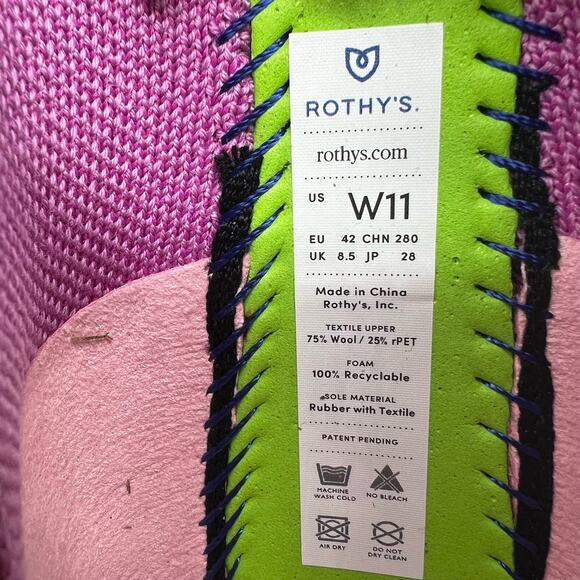 ROTHY'S.
rothys.com
US W11
EU 42 CHN 280
UK 8.5 JP 28
Made in China
Rothy's, Inc.
TEXTILE UPPER
75% Wool / 25% rPET
FOAM
100% Recyclable
SOLE MATERIAL
Rubber with Textile
PATENT PENDING
MACHINE WASH COLD
NO BLEACH
AIR DRY
DO NOT DRY CLEAN